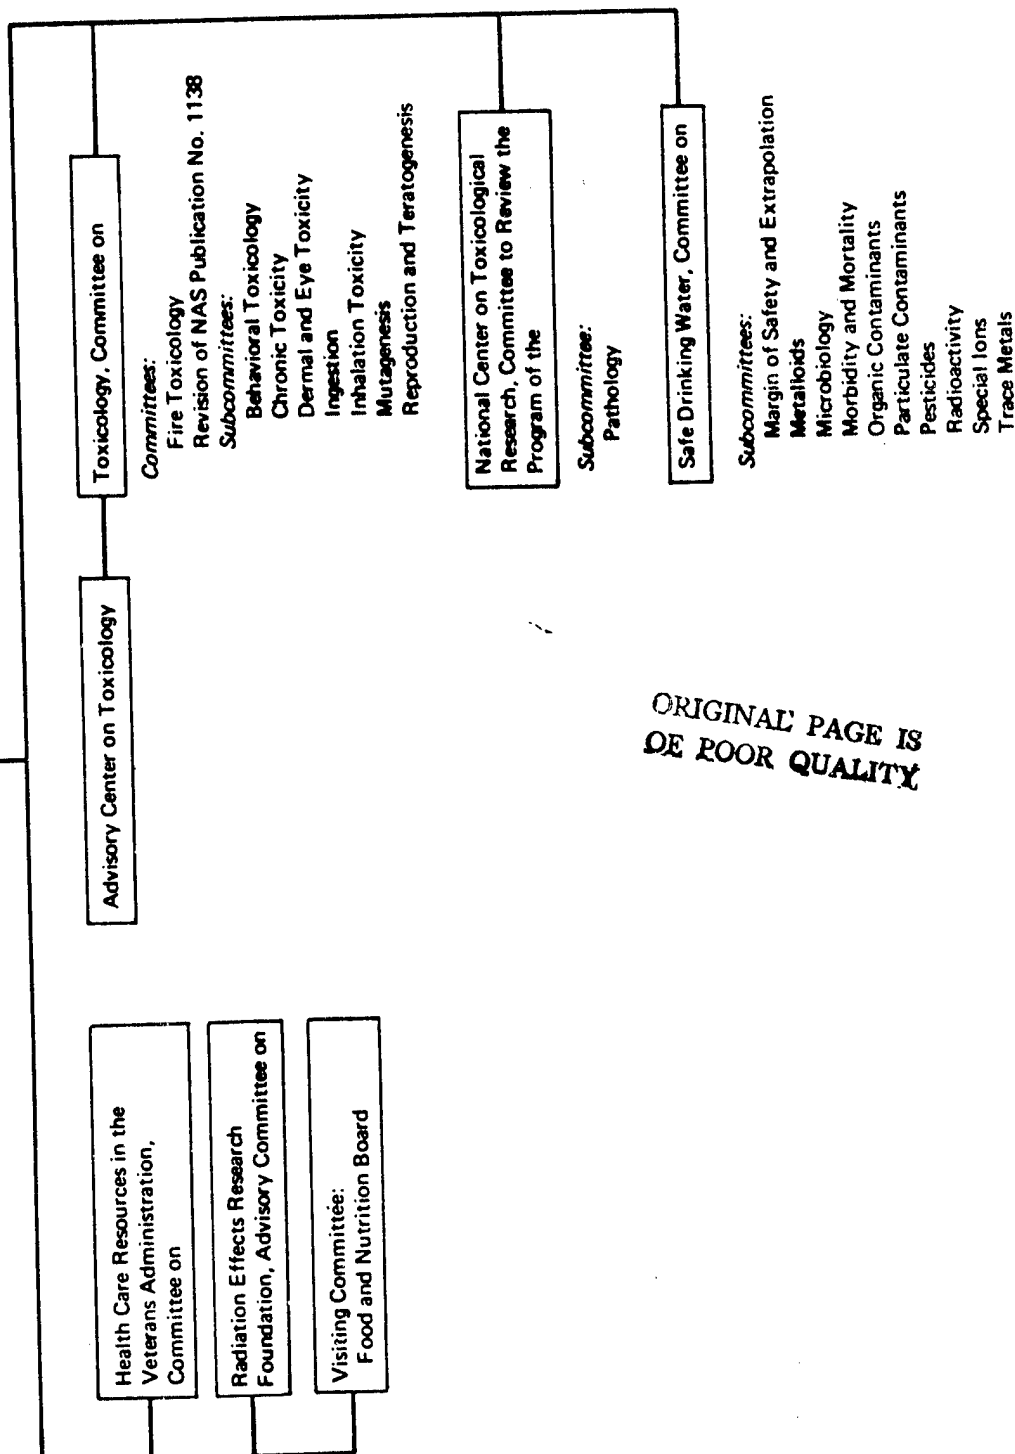 Health Care Resources in the
Veterans Administration,
Committee on
Radiation Effects Research
Foundation, Advisory Committee on
Visiting Committee:
Food and Nutrition Board
Advisory Center on Toxicology
Toxicology, Committee on
Committees:
Fire Toxicology
Revision of NAS Publication No. 1138
Subcommittees:
Behavioral Toxicology
Chronic Toxicity
Dermal and Eye Toxicity
Ingestion
Inhalation Toxicity
Mutagenesis
Reproduction and Teratogenesis
National Center on Toxicological
Research, Committee to Review the
Program of the
Subcommittee:
Pathology
Safe Drinking Water, Committee on
Subcommittees:
Margin of Safety and Extrapolation
Metalloids
Microbiology
Morbidity and Mortality
Organic Contaminants
Particulate Contaminants
Pesticides
Radioactivity
Special Ions
Trace Metals
ORIGINAL PAGE IS
OF POOR QUALITY